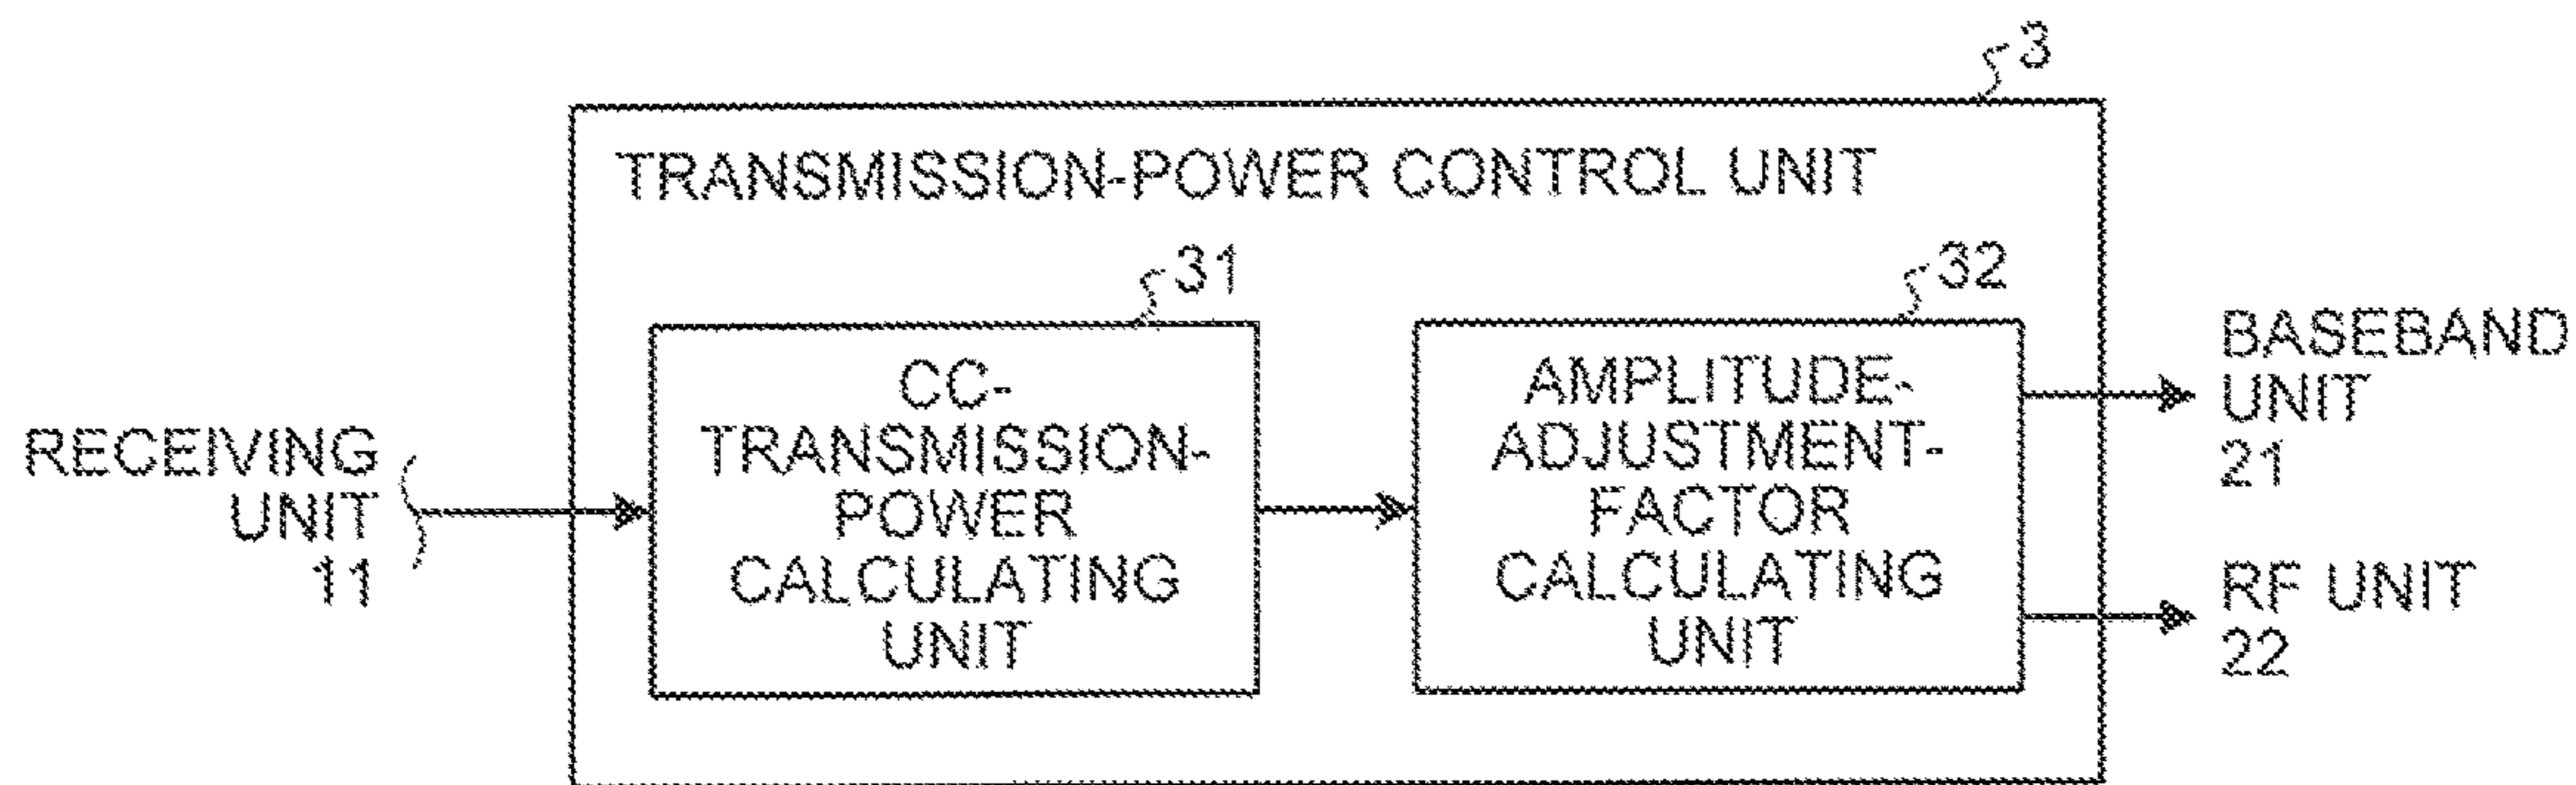 3
TRANSMISSION-POWER CONTROL UNIT
31
32
RECEIVING
UNIT
11
CC-
TRANSMISSION-
POWER
CALCULATING
UNIT
AMPLITUDE-
ADJUSTMENT-
FACTOR
CALCULATING
UNIT
BASEBAND
UNIT
21
RF UNIT
22